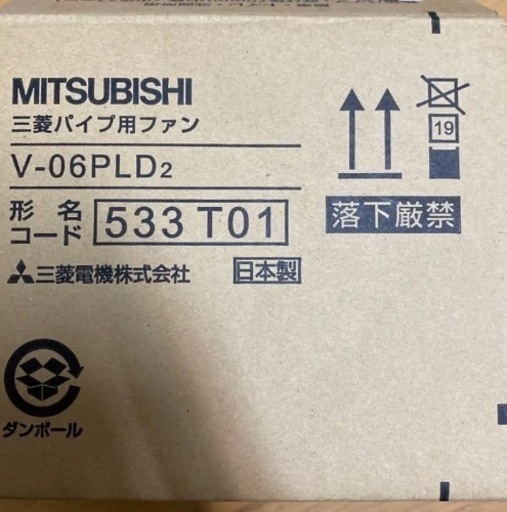 MITSUBISHI
三菱パイプ用ファン
V-06PLD2
形名
コード
533 T01
三菱電機株式会社
日本製
19
落下厳禁
ダンボール